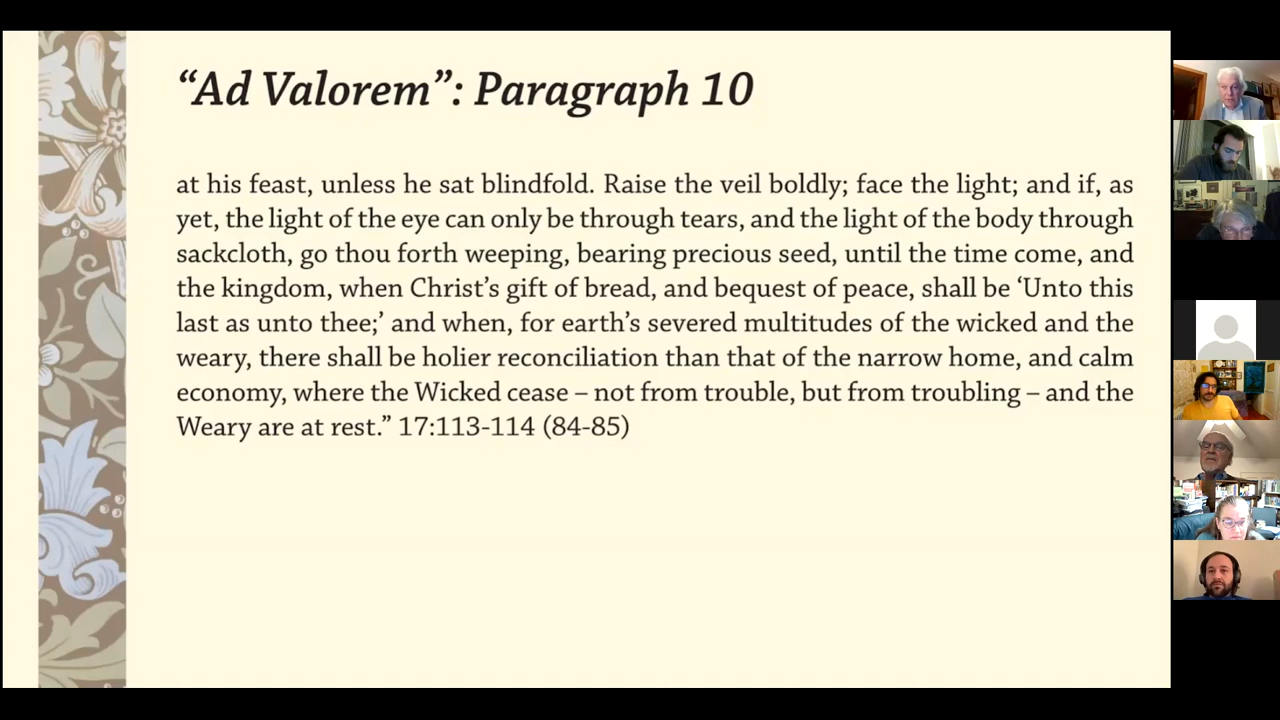 “Ad Valorem”: Paragraph 10
at his feast, unless he sat blindfold. Raise the veil boldly; face the light; and if, as
yet, the light of the eye can only be through tears, and the light of the body through
sackcloth, go thou forth weeping, bearing precious seed, until the time come, and
the kingdom, when Christ’s gift of bread, and bequest of peace, shall be ‘Unto this
last as unto thee;’ and when, for earth’s severed multitudes of the wicked and the
weary, there shall be holier reconciliation than that of the narrow home, and calm
economy, where the Wicked cease – not from trouble, but from troubling – and the
Weary are at rest.” 17:113-114 (84-85)